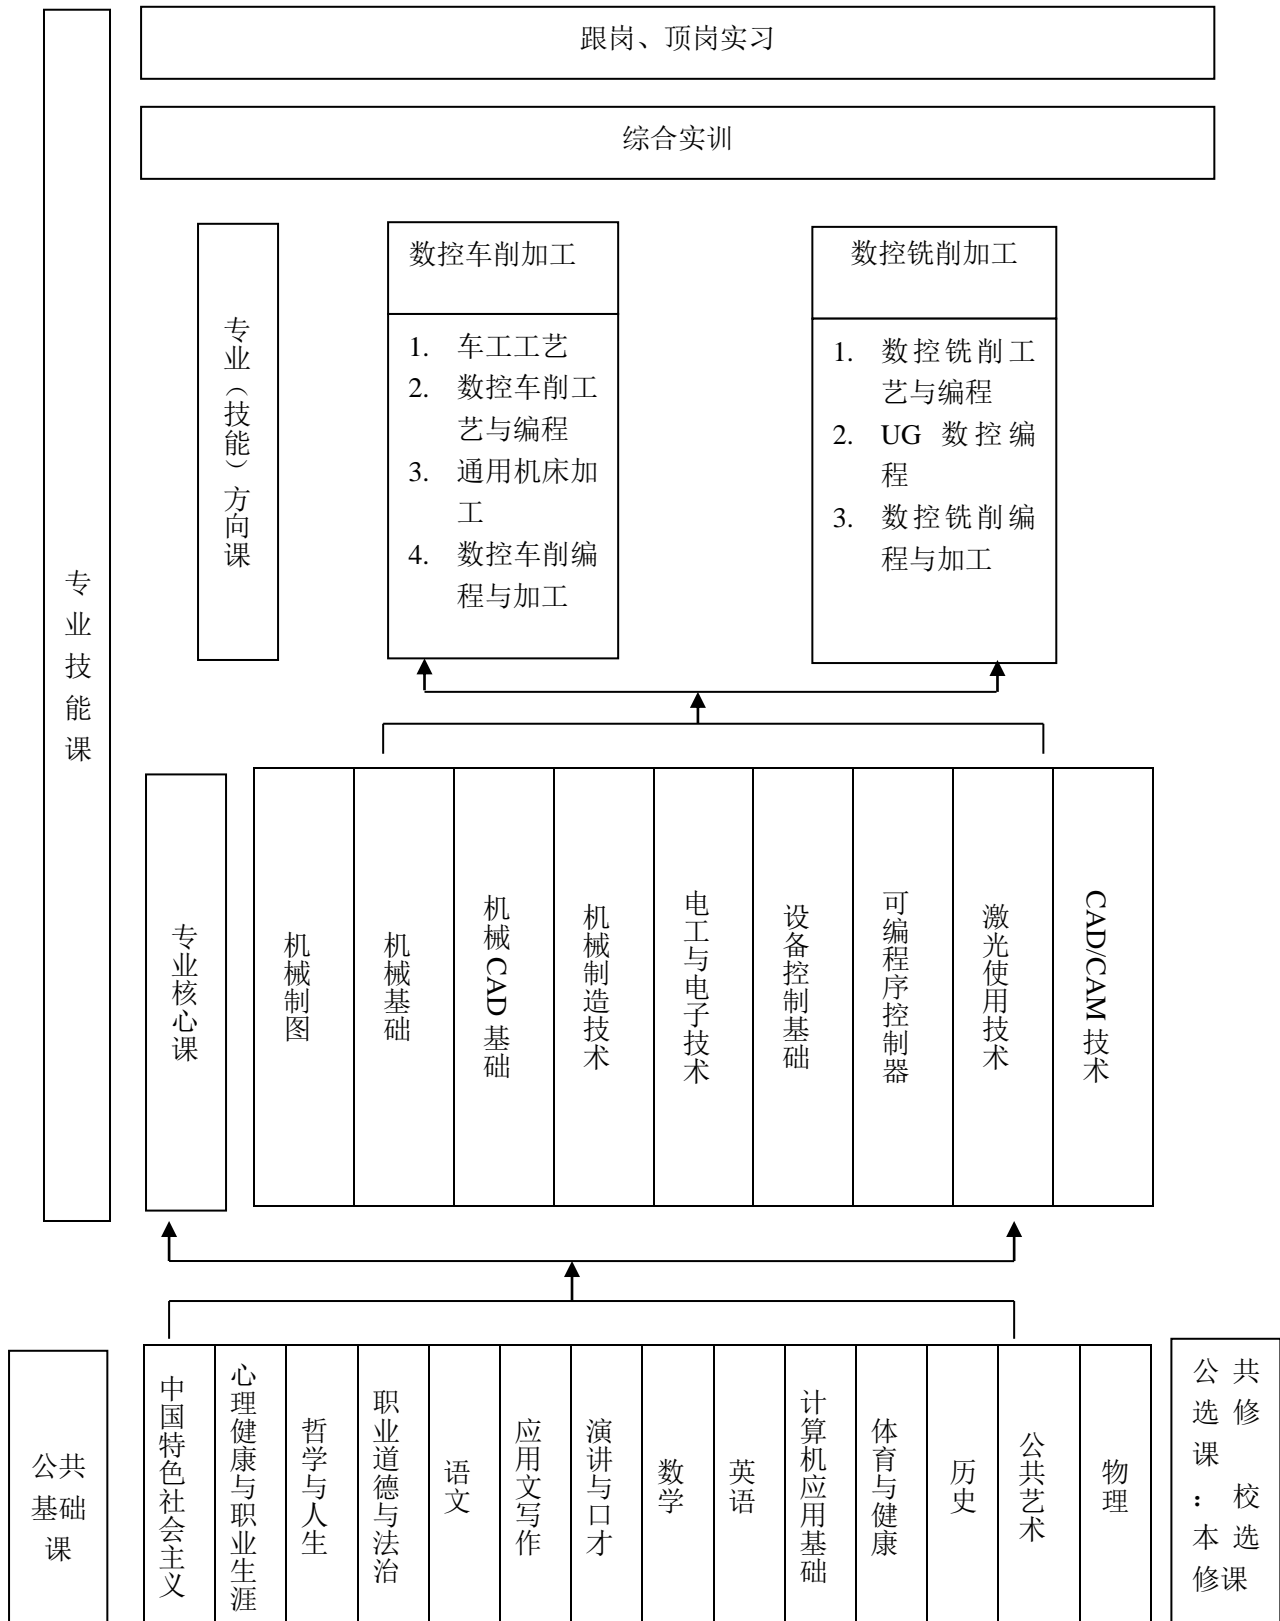 跟岗、顶岗实习
综合实训
专业技能课
专业（技能）方向课
数控车削加工
1. 车工工艺
2. 数控车削工
艺与编程
3. 通用机床加
工
4. 数控车削编
程与加工
数控铣削加工
1. 数控铣削工
艺与编程
2. UG 数控编
程
3. 数控铣削编
程与加工
专业核心课
机械制图
机械基础
机械 CAD 基础
机械制造技术
电工与电子技术
设备控制基础
可编程序控制器
激光使用技术
CAD/CAM 技术
公共
基础
课
中国特色社会主义
心理健康与职业生涯
哲学与人生
职业道德与法治
语文
应用文写作
演讲与口才
数学
英语
计算机应用基础
体育与健康
历史
公共艺术
物理
公共
选修
课
：校
本选
修课